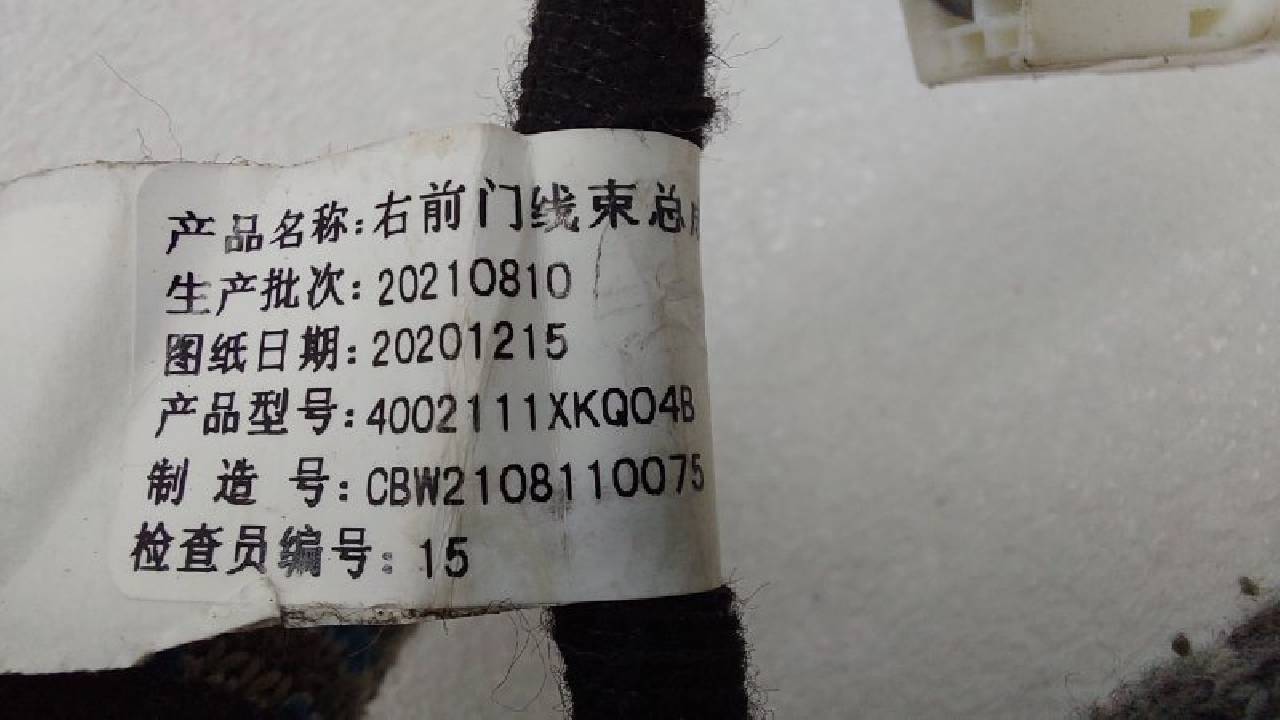 产品名称:右前门线束总
生产批次:20210810
图纸日期:20201215
产品型号:4002111XKQ04B
制 造 号:CBW2108110075
检查员编号:15